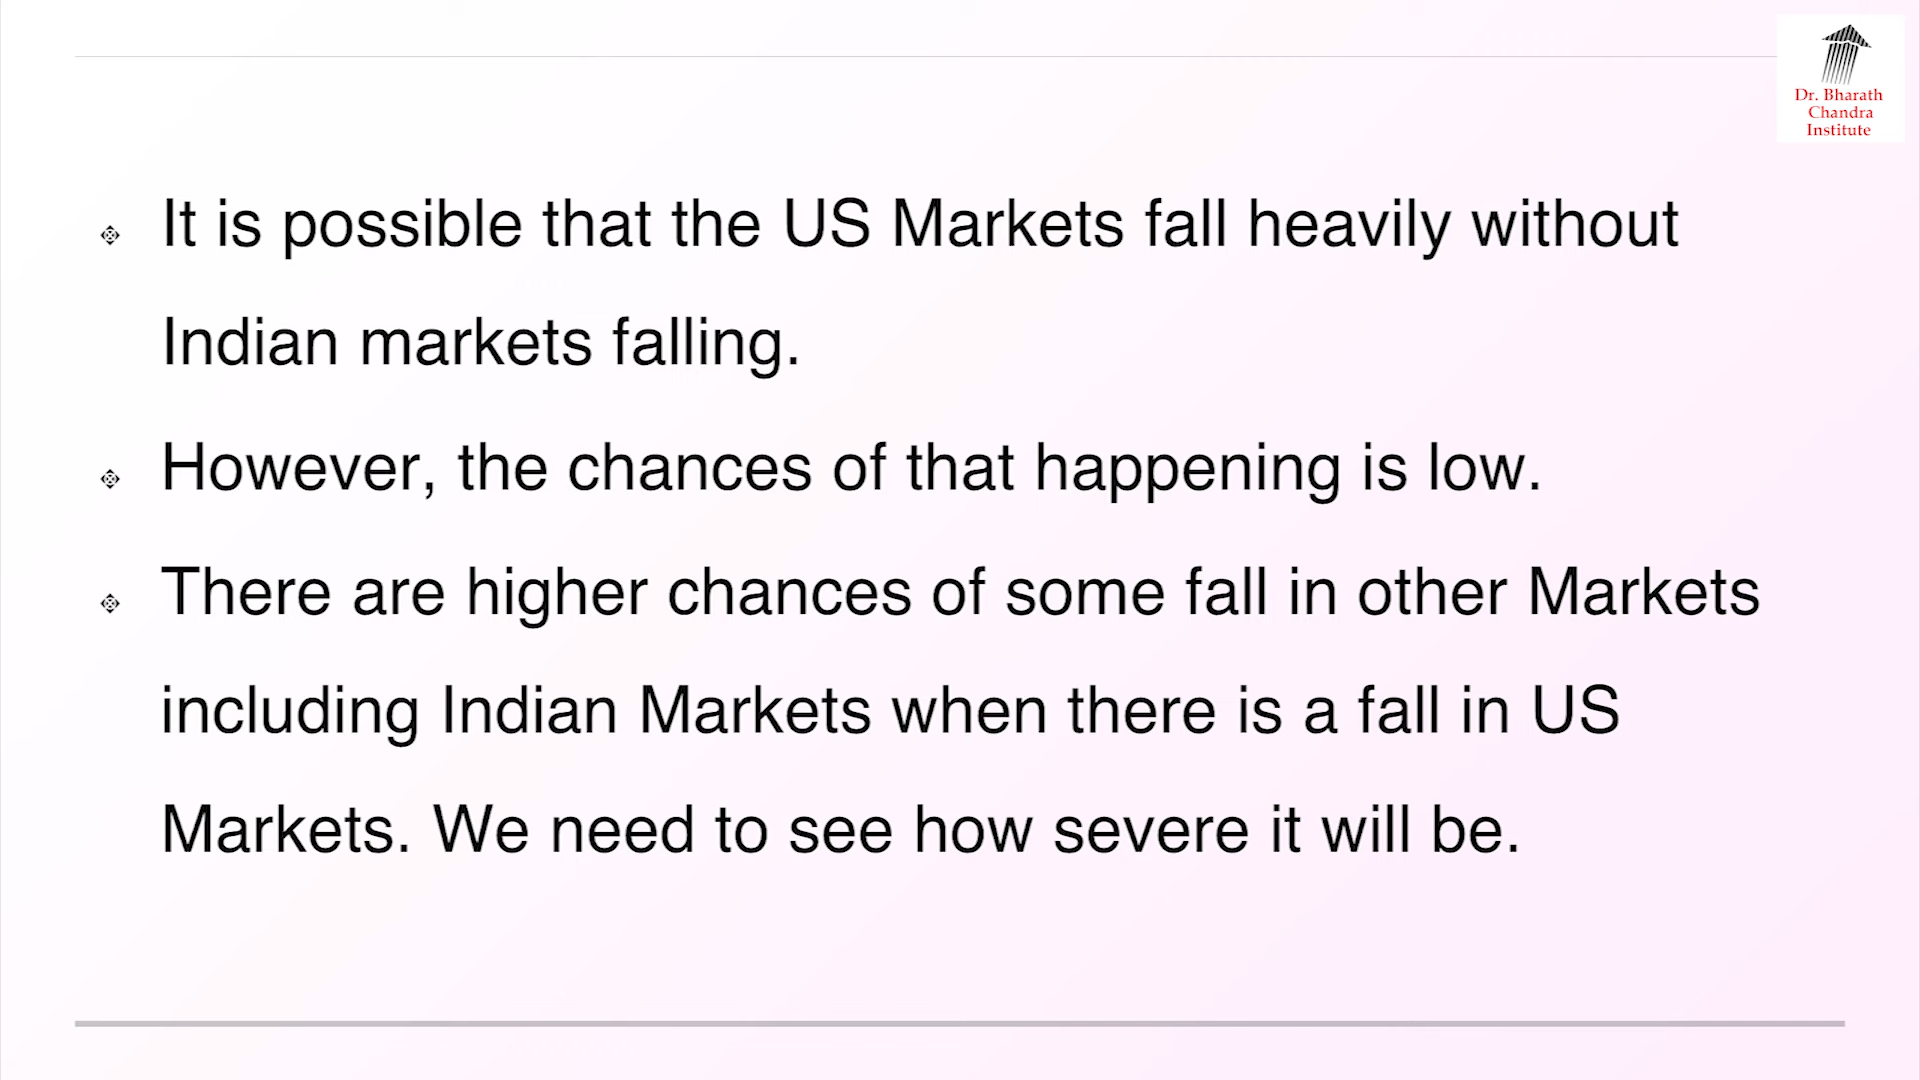 Dr. Bharath
Chandra
Institute
It is possible that the US Markets fall heavily without
Indian markets falling.
However, the chances of that happening is low.
There are higher chances of some fall in other Markets
including Indian Markets when there is a fall in US
Markets. We need to see how severe it will be.